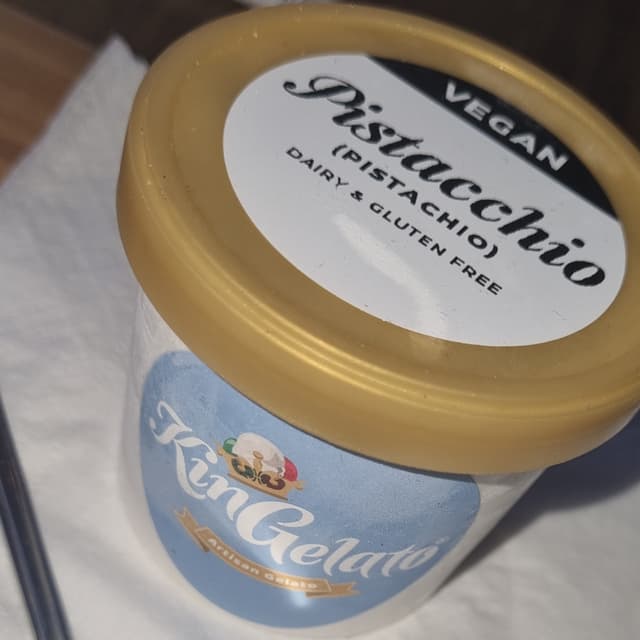 VEGAN
Pistacchio
(PISTACHIO)
DAIRY & GLUTEN FREE
KinGelato
Artisan Gelato